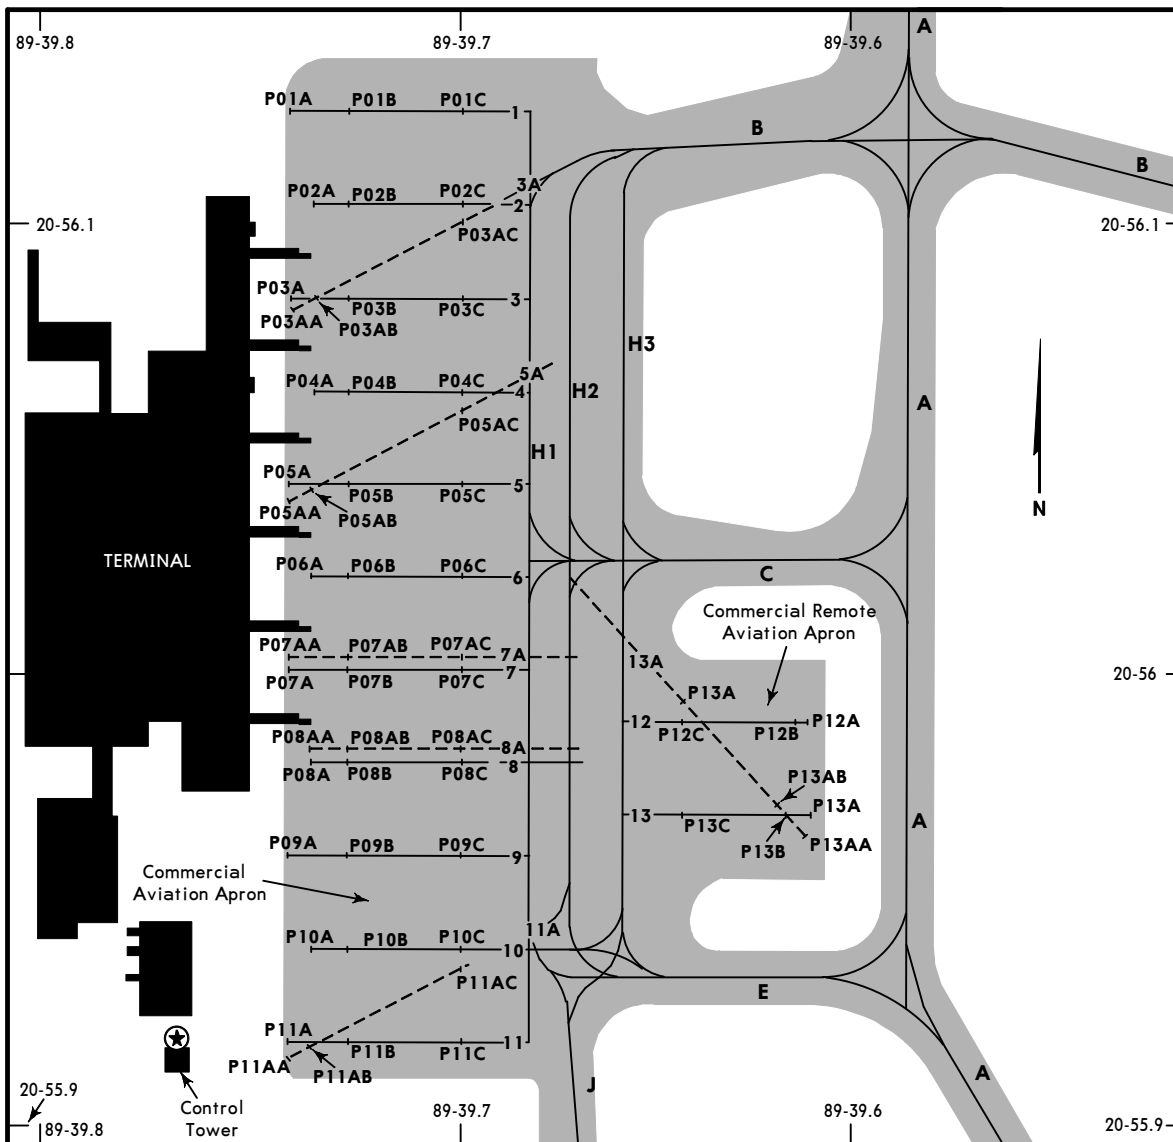 89-39.8
89-39.7
89-39.6
A
P01A
P01B
P01C
1
B
B
P02A
P02B
P02C
3A
2
20-56.1
20-56.1
P03AC
P03A
P03B
P03C
3
P03AA
P03AB
H3
P04A
P04B
P04C
5A
4
H2
A
P05AC
H1
P05A
P05B
P05C
5
P05AA
P05AB
N
TERMINAL
P06A
P06B
P06C
6
C
Commercial Remote
Aviation Apron
P07AA
P07AB
P07AC
7A
13A
P07A
P07B
P07C
7
20-56
P13A
12
P12C
P12B
P12A
P08AA
P08AB
P08AC
8A
P08A
P08B
P08C
8
P13AB
P13A
13
P13C
P13B
P13AA
A
P09A
P09B
P09C
9
Commercial
Aviation Apron
11A
P10A
P10B
P10C
10
P11AC
E
P11A
P11B
P11C
11
P11AA
P11AB
J
A
20-55.9
Control
Tower
89-39.8
89-39.7
89-39.6
20-55.9